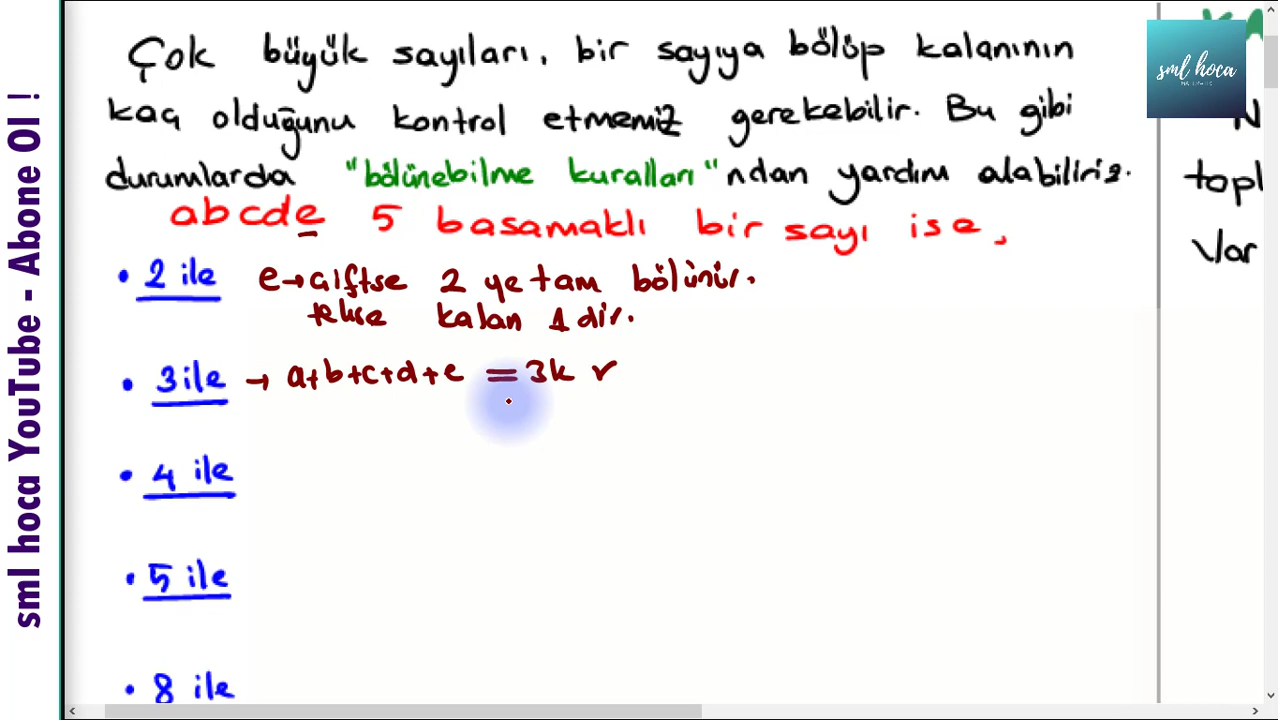 Çok büyük sayıları, bir sayıya bölüp kalanının
kaç olduğunu kontrol etmemiz gerekebilir. Bu gibi
durumlarda "bölünebilme kuralları"ndan yardım alabiliriz.
abcde 5 basamaklı bir sayı ise,
• 2 ile e→çiftse 2 ye tam bölünür.
tekse kalan 1 dir.
• 3 ile → a+b+c+d+e = 3k ✓
• 4 ile
• 5 ile
• 8 ile
sml hoca
topl
Var
sml hoca YouTube - Abone Ol !